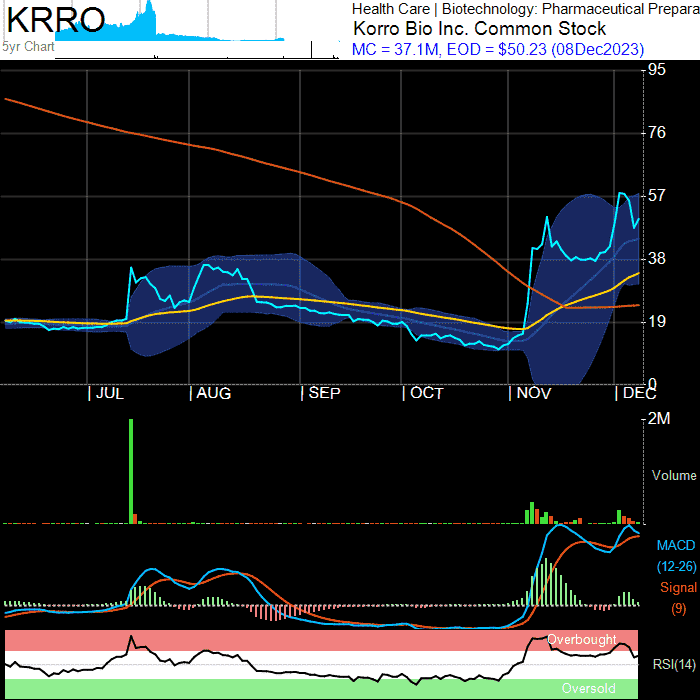 KRRO
5yr Chart
Health Care | Biotechnology: Pharmaceutical Prepara
Korro Bio Inc. Common Stock
MC = 37.1M, EOD = $50.23 (08Dec2023)
95
76
57
38
19
0
| JUL | AUG | SEP | OCT | NOV | DEC
2M
Volume
MACD
(12-26)
Signal
(9)
Overbought
RSI(14)
Oversold